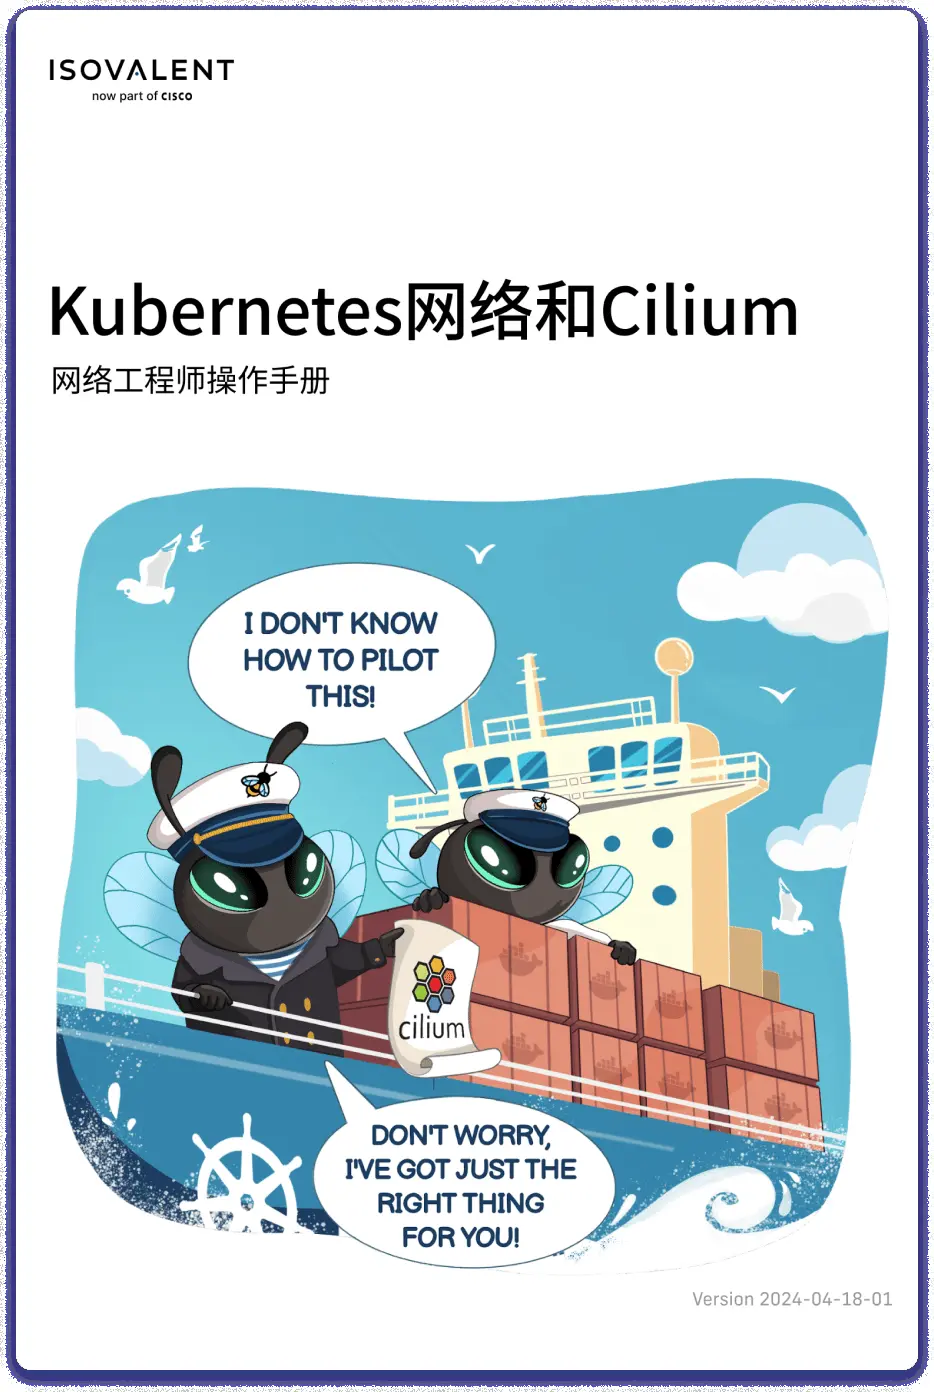 ISOVALENT
now part of CISCO
Kubernetes网络和Cilium
网络工程师操作手册
I DON'T KNOW
HOW TO PILOT
THIS!
cilium
DON'T WORRY,
I'VE GOT JUST THE
RIGHT THING
FOR YOU!
Version 2024-04-18-01